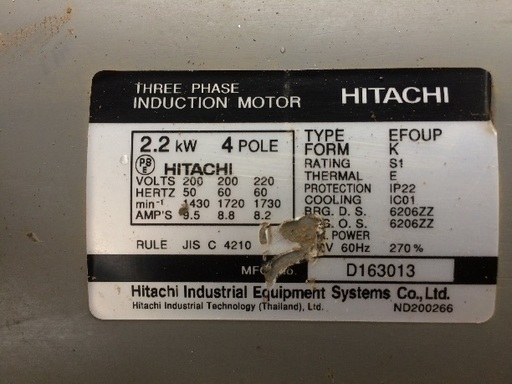 THREE PHASE
INDUCTION MOTOR
HITACHI
2.2 kW 4 POLE
PS
E
HITACHI
VOLTS 200 200 220
HERTZ 50 60 60
min⁻¹ 1430 1720 1730
AMP'S 9.5 8.8 8.2
RULE JIS C 4210
TYPE EFOUP
FORM K
RATING S1
THERMAL E
PROTECTION IP22
COOLING IC01
BRG. D. S. 6206ZZ
O. S. 6206ZZ
POWER
60Hz 270%
D163013
Hitachi Industrial Equipment Systems Co., Ltd.
Hitachi Industrial Technology (Thailand), Ltd.
ND200266